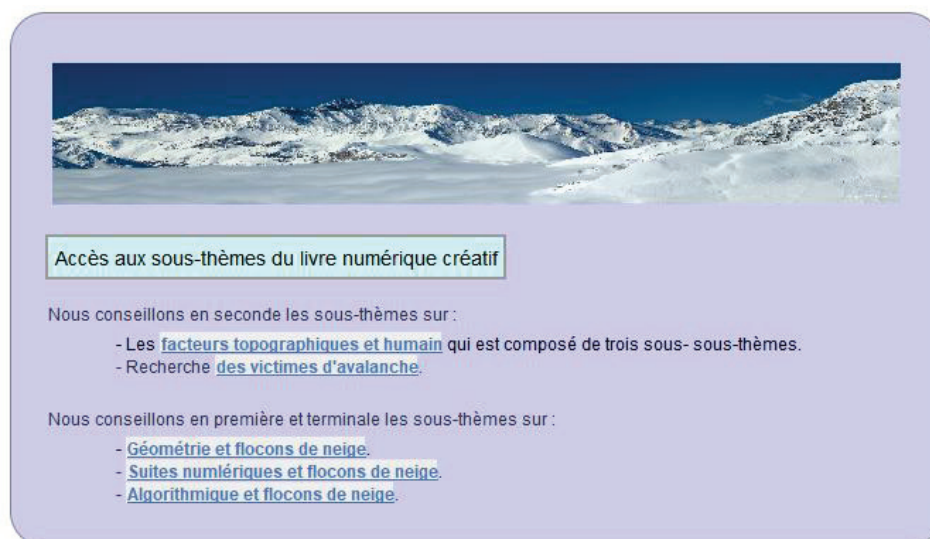 Accès aux sous-thèmes du livre numérique créatif
Nous conseillons en seconde les sous-thèmes sur :
- Les facteurs topographiques et humain qui est composé de trois sous- sous-thèmes.
- Recherche des victimes d'avalanche.
Nous conseillons en première et terminale les sous-thèmes sur :
- Géométrie et flocons de neige.
- Suites numlériques et flocons de neige.
- Algorithmique et flocons de neige.